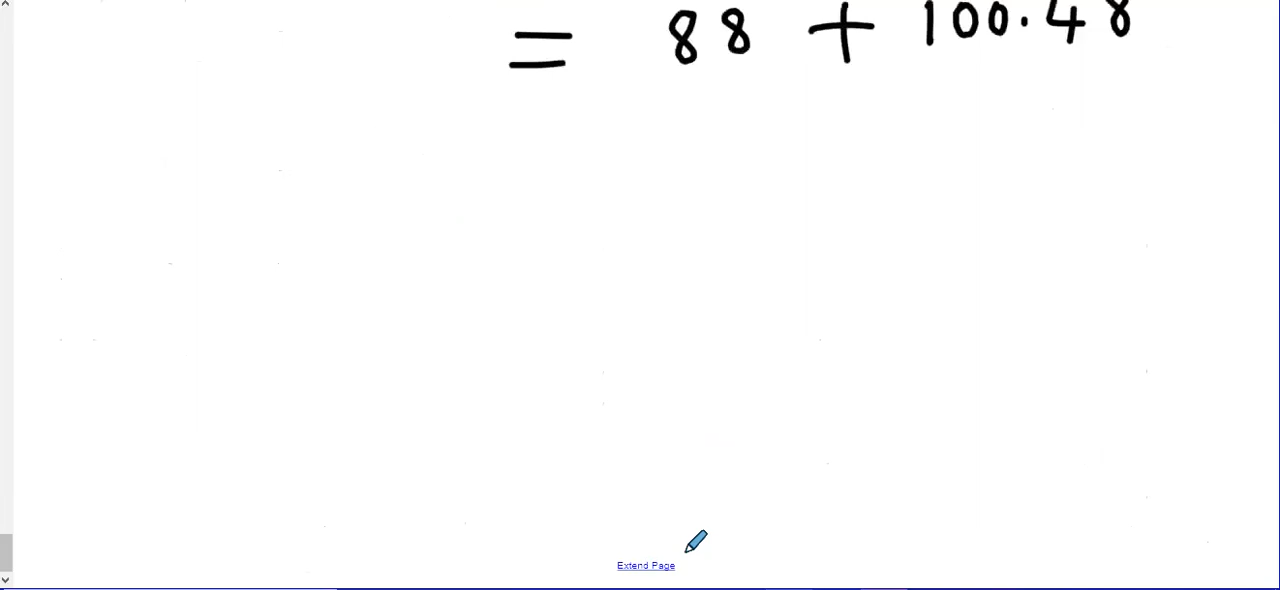 = 88 + 100.48
Extend Page